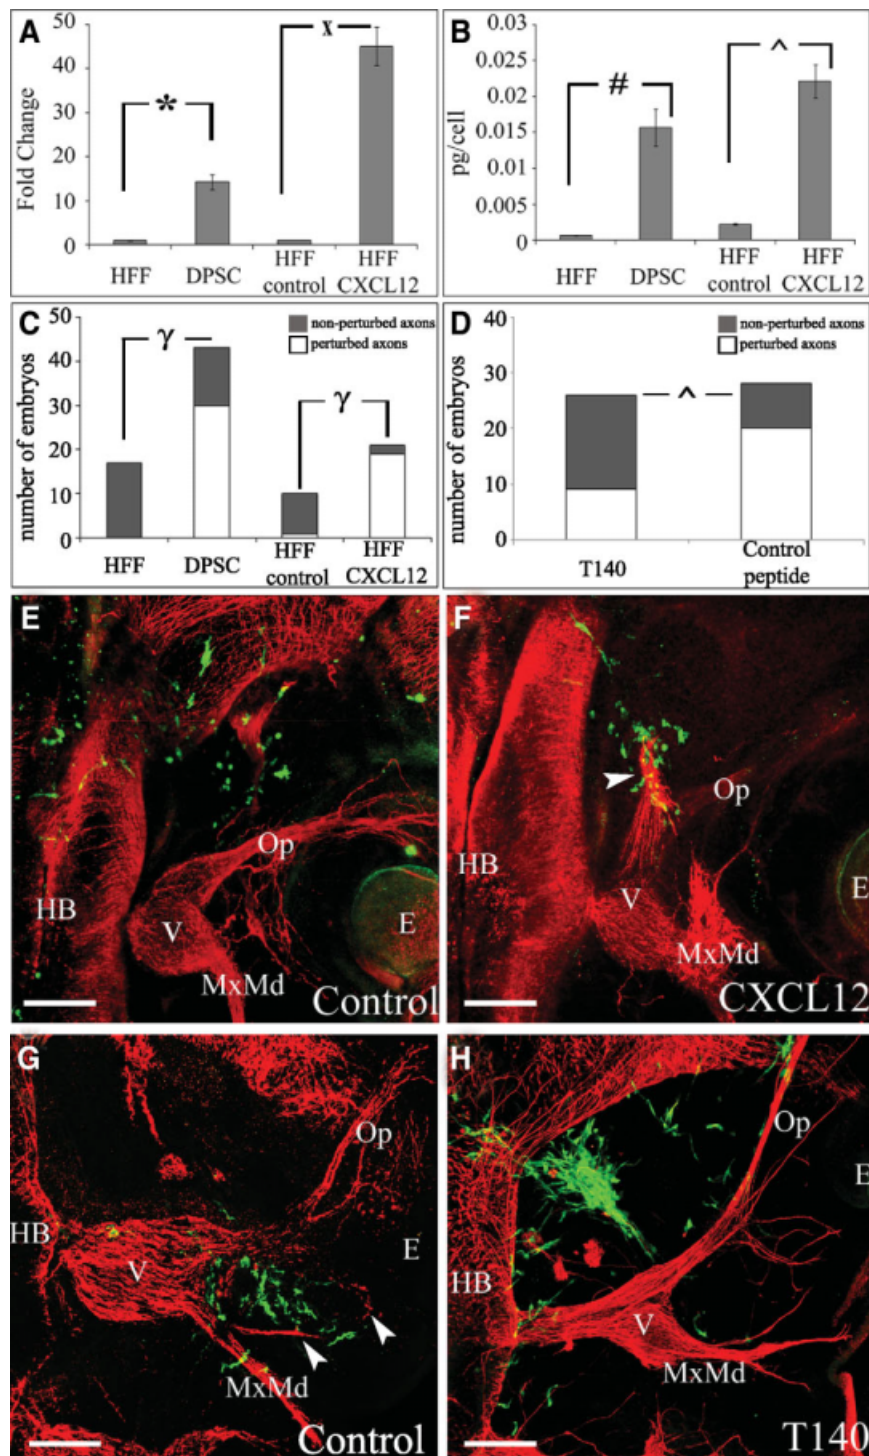 A
50
40
30
20
10
0
Fold Change
*
x
HFF
DPSC
HFF
control
HFF
CXCL12
B
0.03
0.025
0.02
0.015
0.01
0.005
0
pg/cell
#
^
HFF
DPSC
HFF
control
HFF
CXCL12
C
50
40
30
20
10
0
number of embryos
non-perturbed axons
perturbed axons
γ
γ
HFF
DPSC
HFF
control
HFF
CXCL12
D
40
30
20
10
0
number of embryos
non-perturbed axons
perturbed axons
^
T140
Control
peptide
E
Op
HB
V
E
MxMd
Control
F
Op
HB
V
E
MxMd
CXCL12
G
Op
HB
V
E
MxMd
Control
H
Op
E
HB
V
MxMd
T140